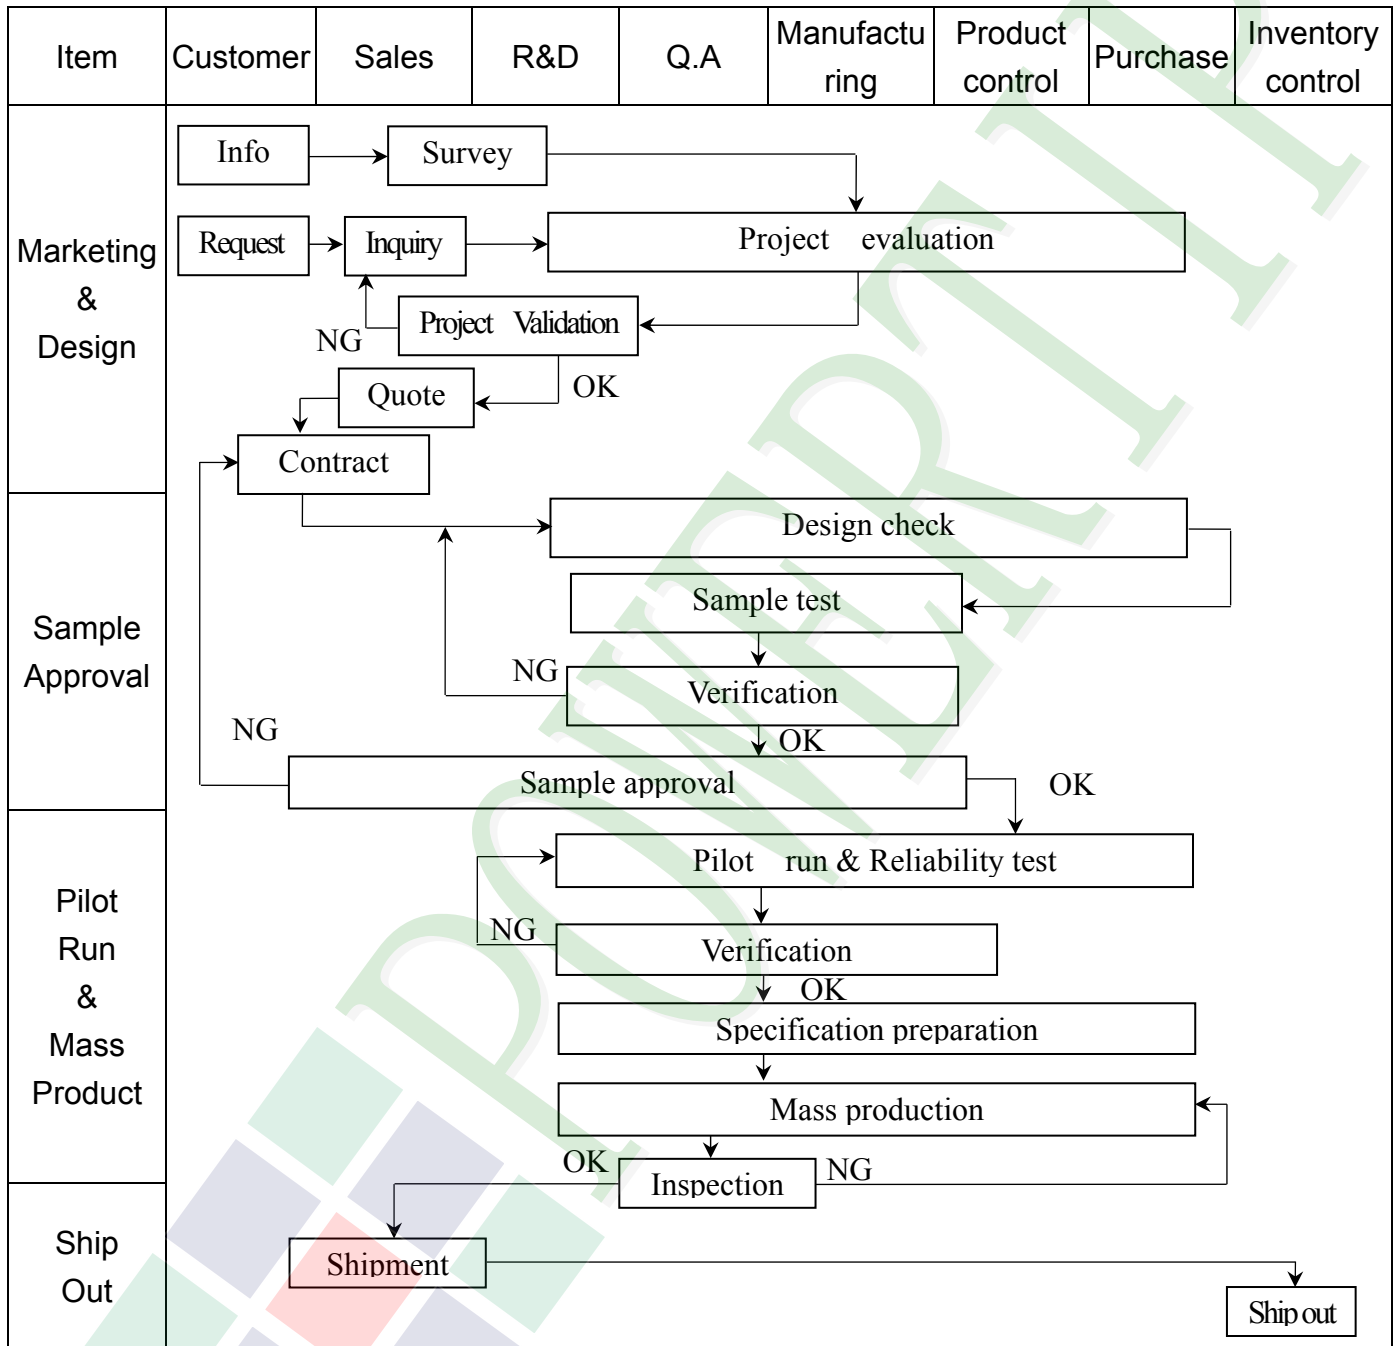 Item
Customer
Sales
R&D
Q.A
Manufactu
ring
Product
control
Purchase
Inventory
control
Marketing
&
Design
Info
Survey
Request
Inquiry
Project evaluation
NG
Project Validation
Quote
OK
Contract
Sample
Approval
Design check
Sample test
NG
Verification
NG
OK
Sample approval
OK
Pilot
Run
&
Mass
Product
Pilot run & Reliability test
NG
Verification
OK
Specification preparation
Mass production
OK
Inspection
NG
Ship
Out
Shipment
Ship out
POWERTIP